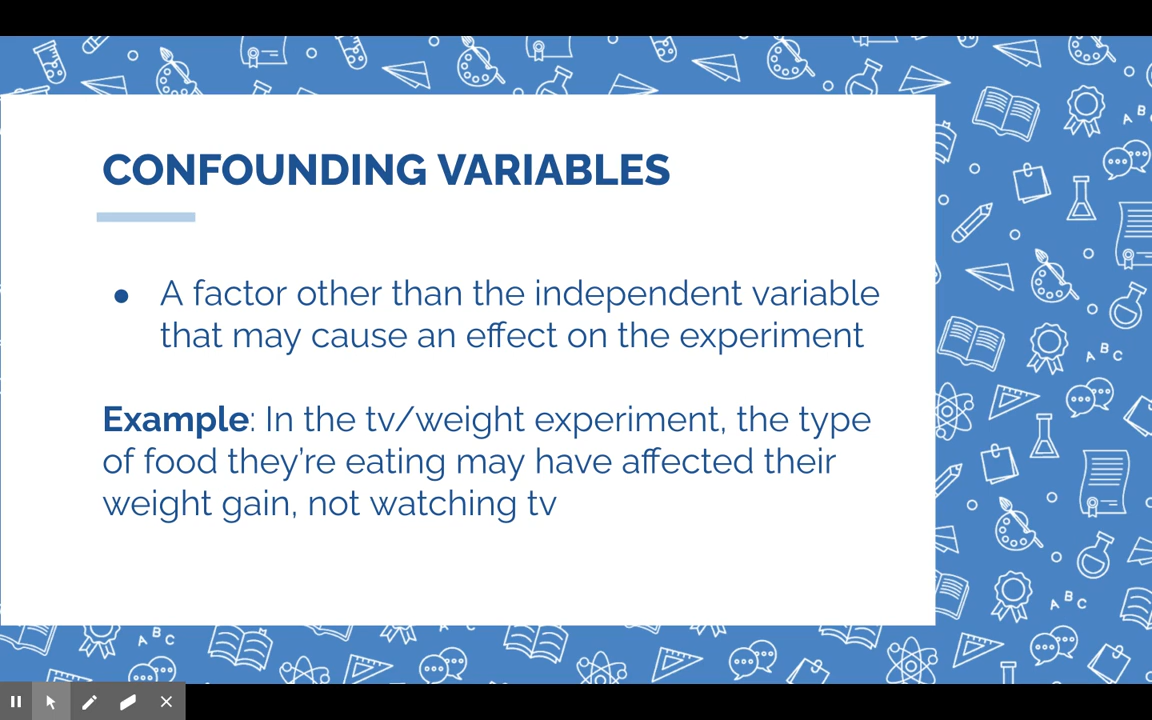 CONFOUNDING VARIABLES
● A factor other than the independent variable
that may cause an effect on the experiment
Example: In the tv/weight experiment, the type
of food they’re eating may have affected their
weight gain, not watching tv
A B C
A B C
A B C
A B C